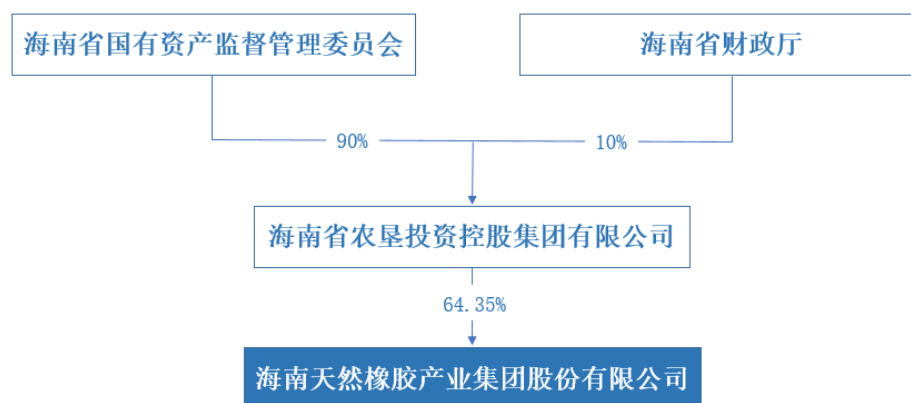 海南省国有资产监督管理委员会
海南省财政厅
90%
10%
海南省农垦投资控股集团有限公司
64.35%
海南天然橡胶产业集团股份有限公司